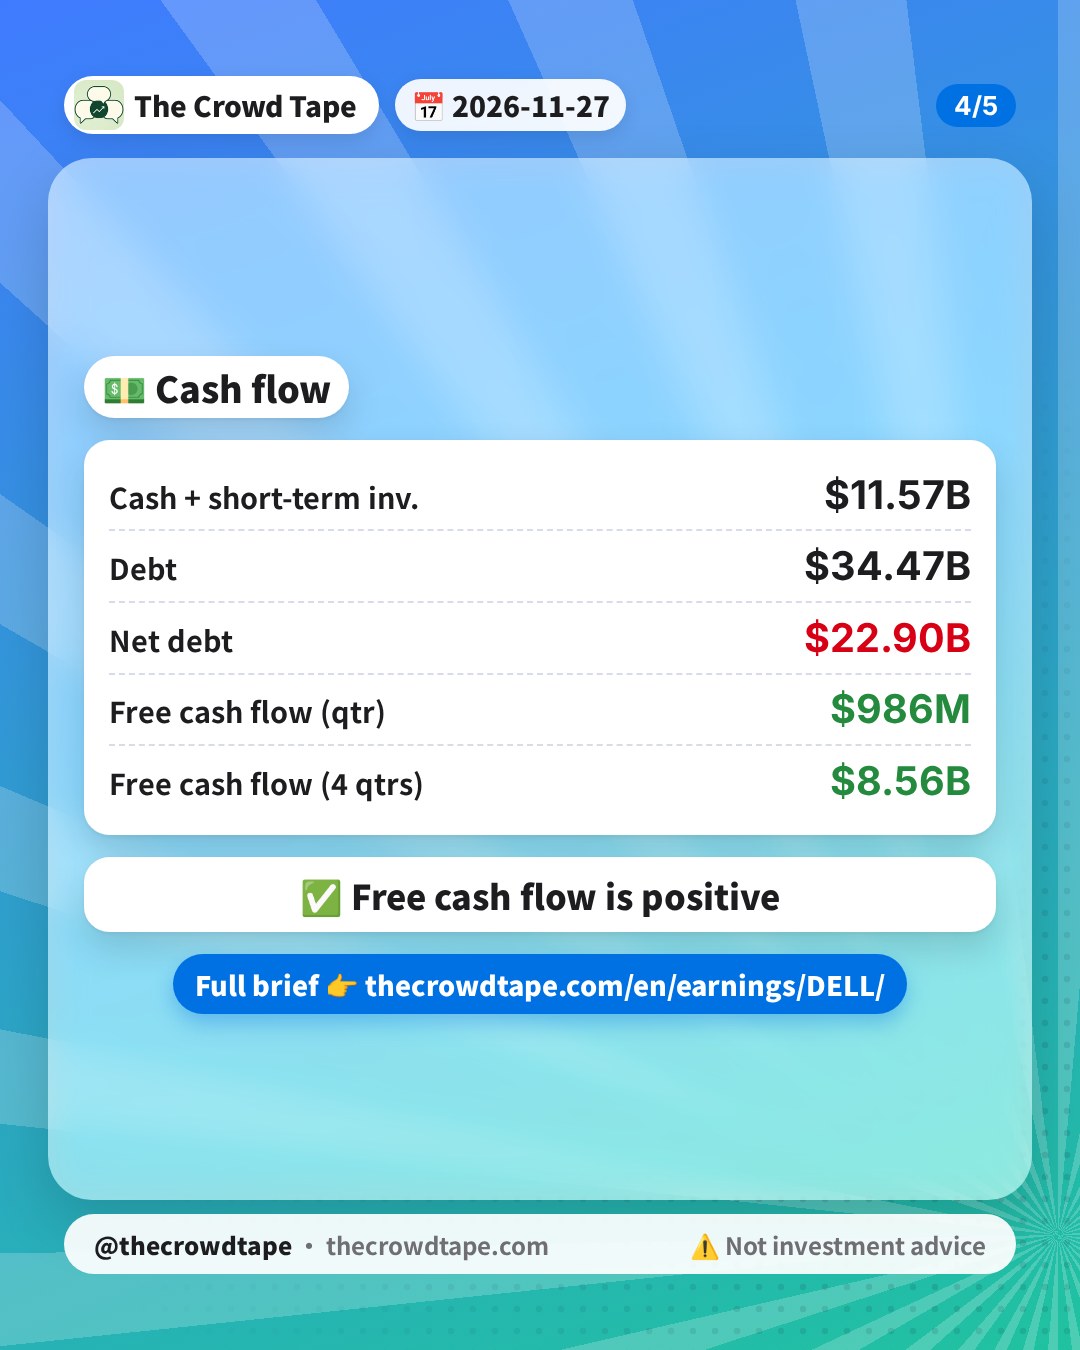 The Crowd Tape
📅 2026-11-27
4/5
💵 Cash flow
Cash + short-term inv. $11.57B
Debt $34.47B
Net debt $22.90B
Free cash flow (qtr) $986M
Free cash flow (4 qtrs) $8.56B
✅ Free cash flow is positive
Full brief 👉 thecrowdtape.com/en/earnings/DELL/
@thecrowdtape • thecrowdtape.com
⚠️ Not investment advice